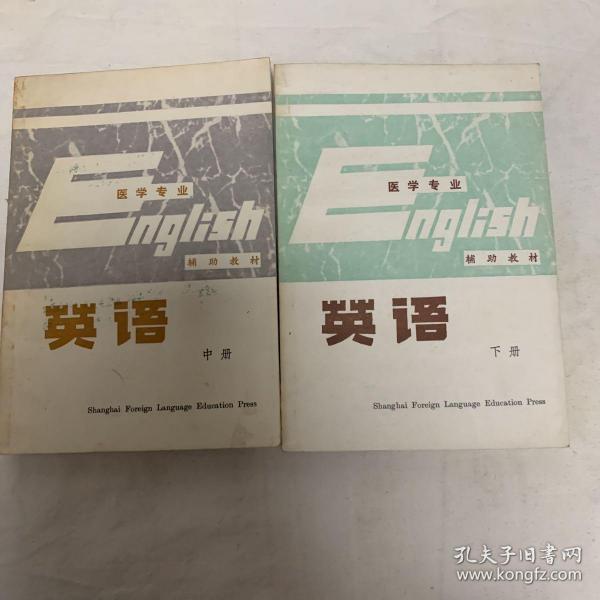 English
医学专业
辅助教材
英语
中册
Shanghai Foreign Language Education Press
English
医学专业
辅助教材
英语
下册
Shanghai Foreign Language Education Press
孔夫子旧书网
www.kongfz.com